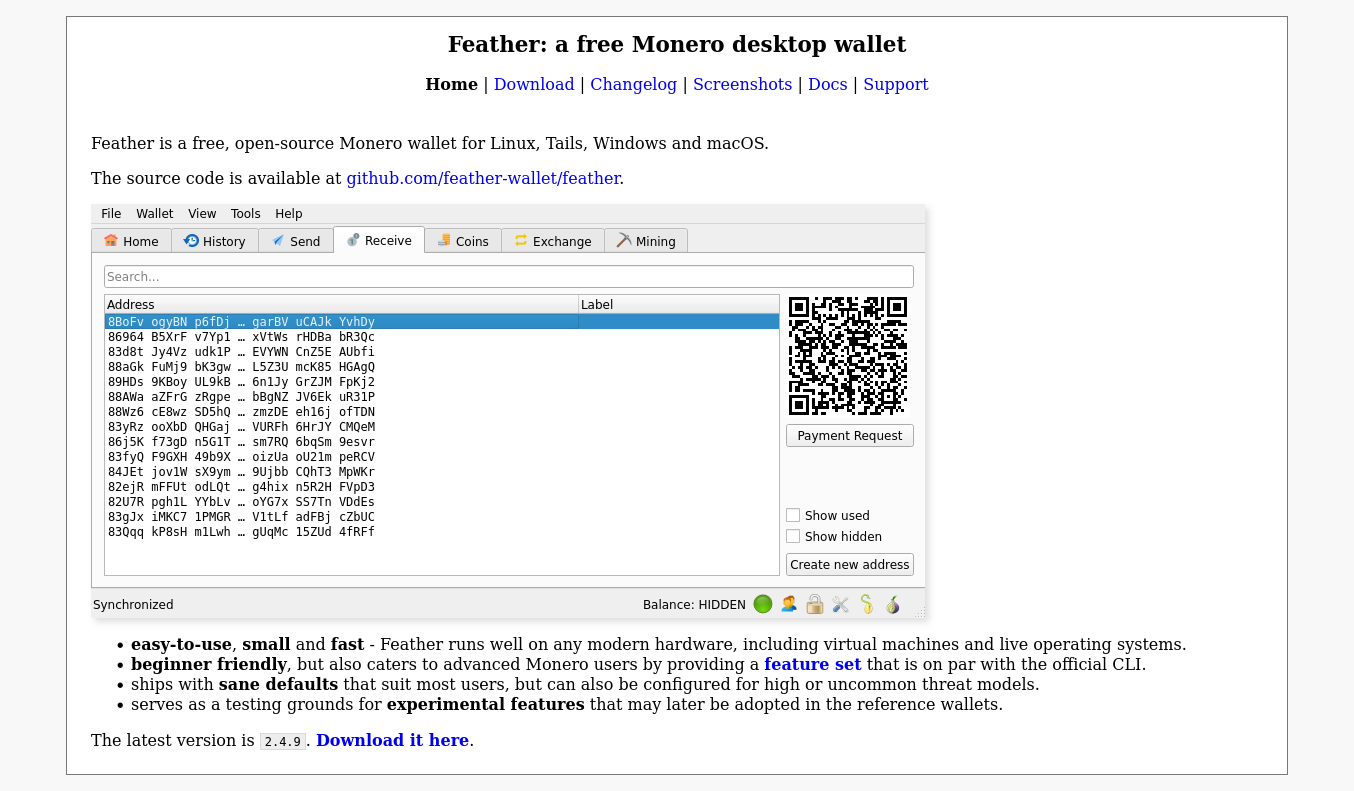 Feather: a free Monero desktop wallet
Home | Download | Changelog | Screenshots | Docs | Support
Feather is a free, open-source Monero wallet for Linux, Tails, Windows and macOS.
The source code is available at github.com/feather-wallet/feather.
File Wallet View Tools Help
Home History Send Receive Coins Exchange Mining
Search...
Address Label
8BoFv ogyBN p6fDj … garBV uCAJk YvhDy
86964 B5XrF v7Yp1 … xVtWs rHDBa bR3Qc
83d8t Jy4Vz udk1P … EVYWN CnZ5E AUbfi
88aGk FuMj9 bK3gw … L5Z3U mcK85 HGAgQ
89HDs 9KBoy UL9kB … 6n1Jy GrZJM FpKj2
88AWa aZFrG zRgpe … bBgNZ JV6Ek uR31P
88Wz6 cE8wz SD5hQ … zmzDE eh16j ofTDN
83yRz ooXbD QHGaj … VURFh 6HrJY CMQeM
86j5K f73gD n5G1T … sm7RQ 6bqSm 9esvr
83fyQ F9GXH 49b9X … oizUa oU21m peRCV
84JEt jov1W sX9ym … 9Ujbb CQhT3 MpWKr
82ejR mFFUt odLQt … g4hix n5R2H FVpD3
82U7R pgh1L YYbLv … oYG7x SS7Tn VDdEs
83gJx iMKC7 1PMGR … V1tLf adFBj cZbUC
83Qqq kP8sH m1Lwh … gUqMc 15ZUd 4fRFf
Payment Request
Show used
Show hidden
Create new address
Synchronized Balance: HIDDEN
• easy-to-use, small and fast - Feather runs well on any modern hardware, including virtual machines and live operating systems.
• beginner friendly, but also caters to advanced Monero users by providing a feature set that is on par with the official CLI.
• ships with sane defaults that suit most users, but can also be configured for high or uncommon threat models.
• serves as a testing grounds for experimental features that may later be adopted in the reference wallets.
The latest version is 2.4.9. Download it here.